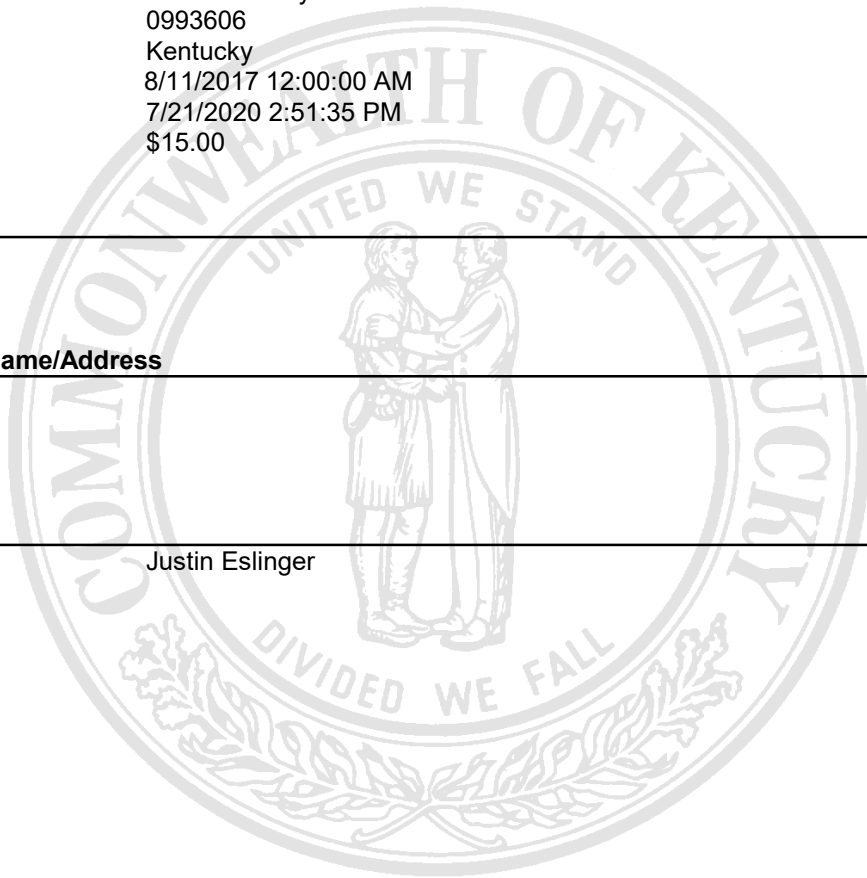 0993606
Kentucky
8/11/2017 12:00:00 AM
7/21/2020 2:51:35 PM
$15.00
COMMONWEALTH OF KENTUCKY
UNITED WE STAND
ame/Address
Justin Eslinger
DIVIDED WE FALL